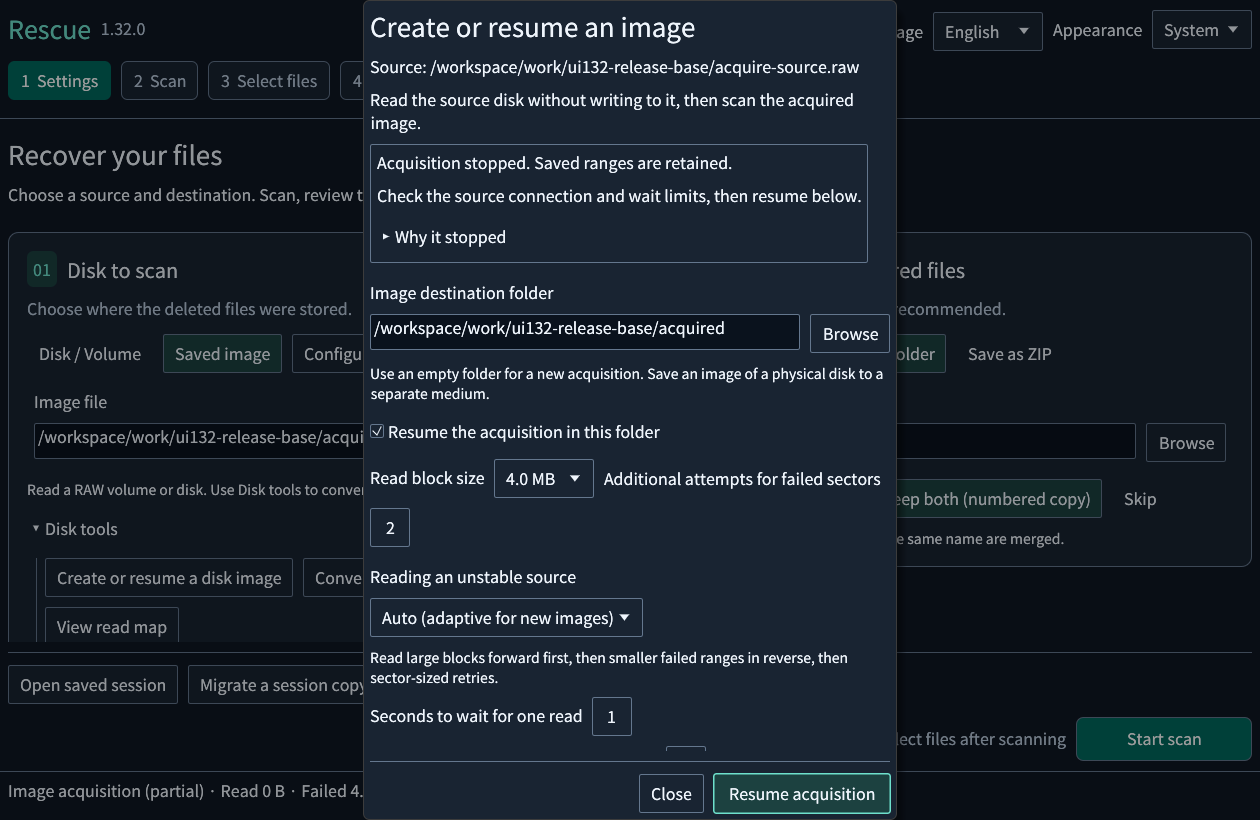 Rescue 1.32.0
age English Appearance System
1 Settings 2 Scan 3 Select files 4
Recover your files
Choose a source and destination. Scan, review t
01 Disk to scan
Choose where the deleted files were stored.
Disk / Volume Saved image Configu
Image file
/workspace/work/ui132-release-base/acqui
Read a RAW volume or disk. Use Disk tools to conver
Disk tools
Create or resume a disk image Conve
View read map
Open saved session Migrate a session copy
Image acquisition (partial) · Read 0 B · Failed 4.
Create or resume an image
Source: /workspace/work/ui132-release-base/acquire-source.raw
Read the source disk without writing to it, then scan the acquired
image.
Acquisition stopped. Saved ranges are retained.
Check the source connection and wait limits, then resume below.
Why it stopped
Image destination folder
/workspace/work/ui132-release-base/acquired Browse
Use an empty folder for a new acquisition. Save an image of a physical disk to a
separate medium.
Resume the acquisition in this folder
Read block size 4.0 MB Additional attempts for failed sectors
2
Reading an unstable source
Auto (adaptive for new images)
Read large blocks forward first, then smaller failed ranges in reverse, then
sector-sized retries.
Seconds to wait for one read 1
Close Resume acquisition
red files
recommended.
older Save as ZIP
Browse
eep both (numbered copy) Skip
e same name are merged.
lect files after scanning Start scan